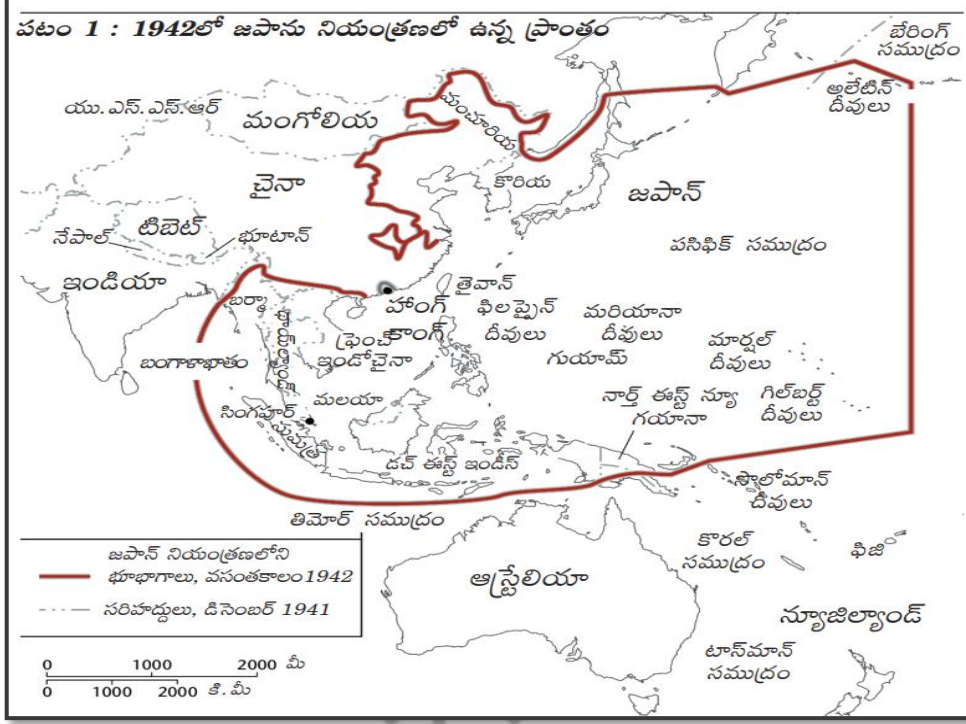 పటం 1 : 1942లో జపాను నియంత్రణలో ఉన్న ప్రాంతం
బేరింగ్
సముద్రం
అలేటిన్
దీవులు
యు.ఎస్.ఎస్.ఆర్
మంగోలియ
మంచూరియ
చైనా
కొరియ
జపాన్
టిబెట్
నేపాల్
భూటాన్
పసిఫిక్ సముద్రం
ఇండియా
బర్మా
తైవాన్
హాంగ్
కాంగ్
ఫిలప్పైన్
దీవులు
మరియానా
దీవులు
గుయామ్
మార్షల్
దీవులు
ఫ్రెంచ్
ఇండోచైనా
థాయిలాండ్
బంగాళాఖాతం
మలయా
సింగపూర్
సుమత్ర
నార్త్ ఈస్ట్ న్యూ
గయానా
గిల్‌బర్ట్
దీవులు
డచ్ ఈస్ట్ ఇండీస్
సొలోమాన్
దీవులు
తిమోర్ సముద్రం
కొరల్
సముద్రం
ఫిజి
ఆస్ట్రేలియా
న్యూజిల్యాండ్
టాస్‌మాన్
సముద్రం
జపాన్ నియంత్రణలోని
భూభాగాలు, వసంతకాలం 1942
సరిహద్దులు, డిసెంబర్ 1941
0 1000 2000 మీ
0 1000 2000 కి.మీ